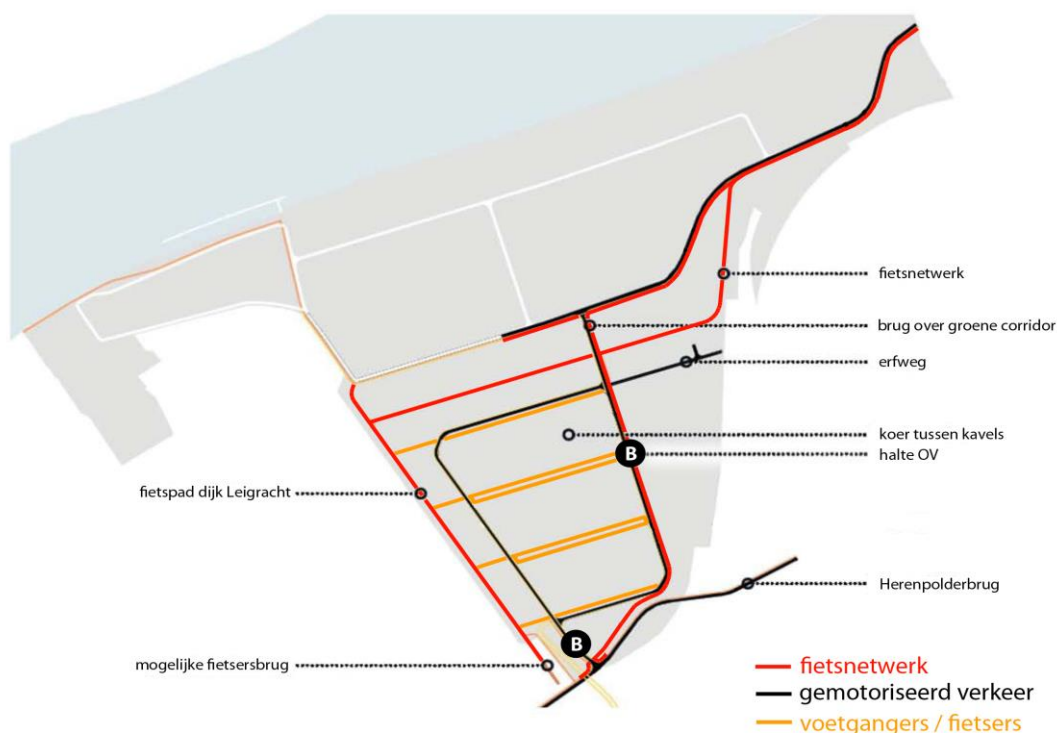 fietsnetwerk
brug over groene corridor
erfweg
koer tussen kavels
B
halte OV
fietspad dijk Leigracht
Herenpolderbrug
B
mogelijke fietsersbrug
fietsnetwerk
gemotoriseerd verkeer
voetgangers / fietsers